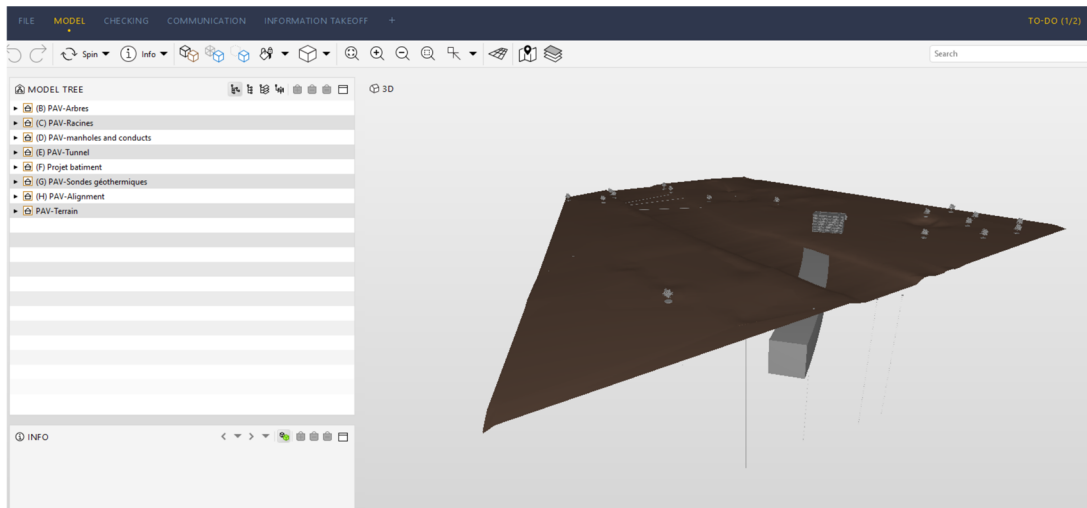 FILE MODEL CHECKING COMMUNICATION INFORMATION TAKEOFF + TO-DO (1/2)
Spin Info Search
MODEL TREE
3D
(B) PAV-Arbres
(C) PAV-Racines
(D) PAV-manholes and conducts
(E) PAV-Tunnel
(F) Projet batiment
(G) PAV-Sondes géothermiques
(H) PAV-Alignment
PAV-Terrain
INFO